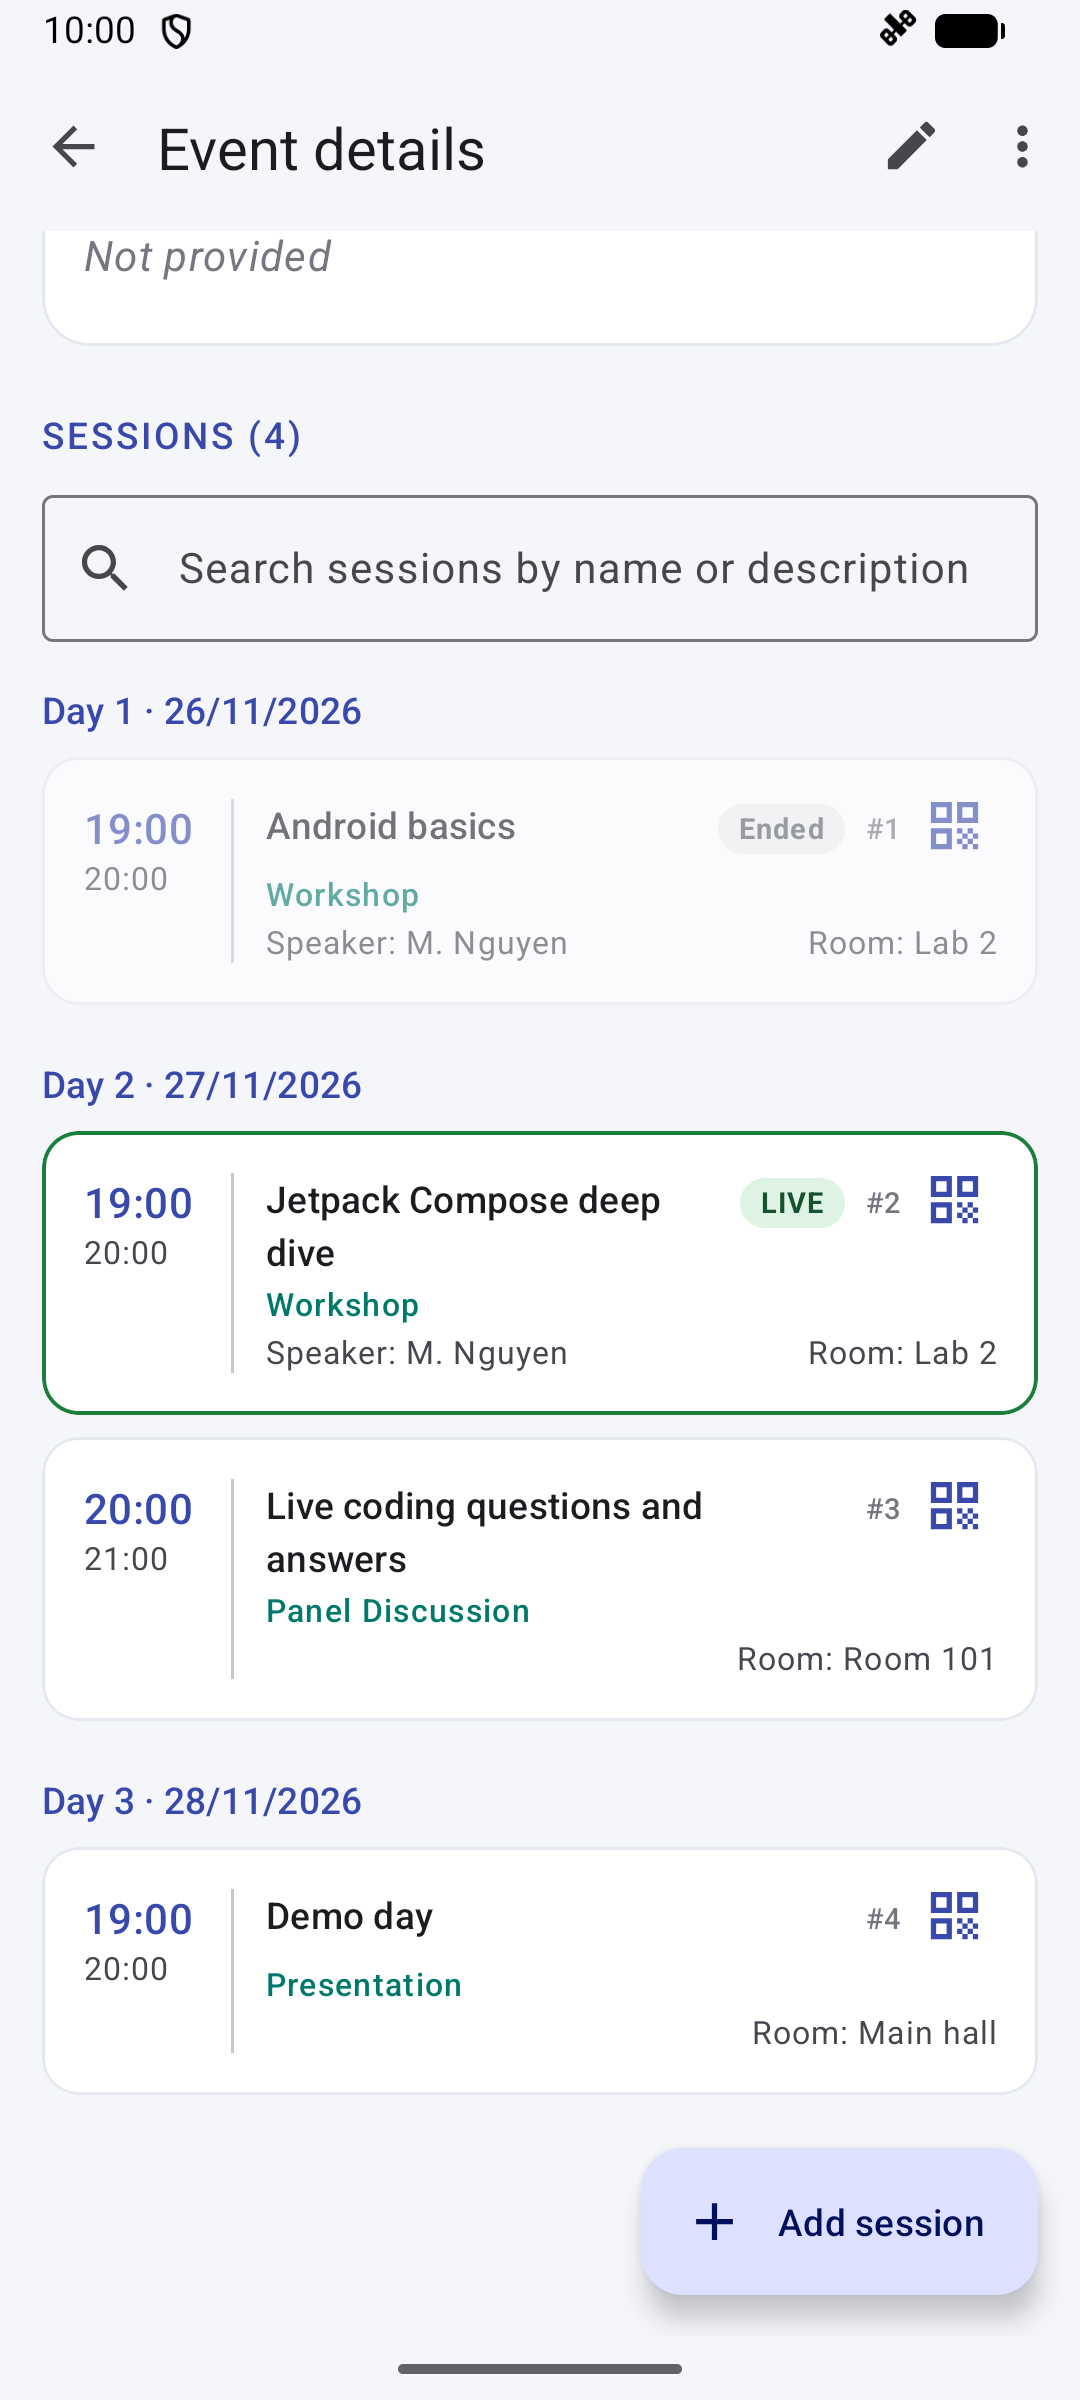 10:00
Event details
Not provided
SESSIONS (4)
Search sessions by name or description
Day 1 · 26/11/2026
19:00
20:00
Android basics
Ended
#1
Workshop
Speaker: M. Nguyen
Room: Lab 2
Day 2 · 27/11/2026
19:00
20:00
Jetpack Compose deep
dive
LIVE
#2
Workshop
Speaker: M. Nguyen
Room: Lab 2
20:00
21:00
Live coding questions and
answers
#3
Panel Discussion
Room: Room 101
Day 3 · 28/11/2026
19:00
20:00
Demo day
#4
Presentation
Room: Main hall
Add session